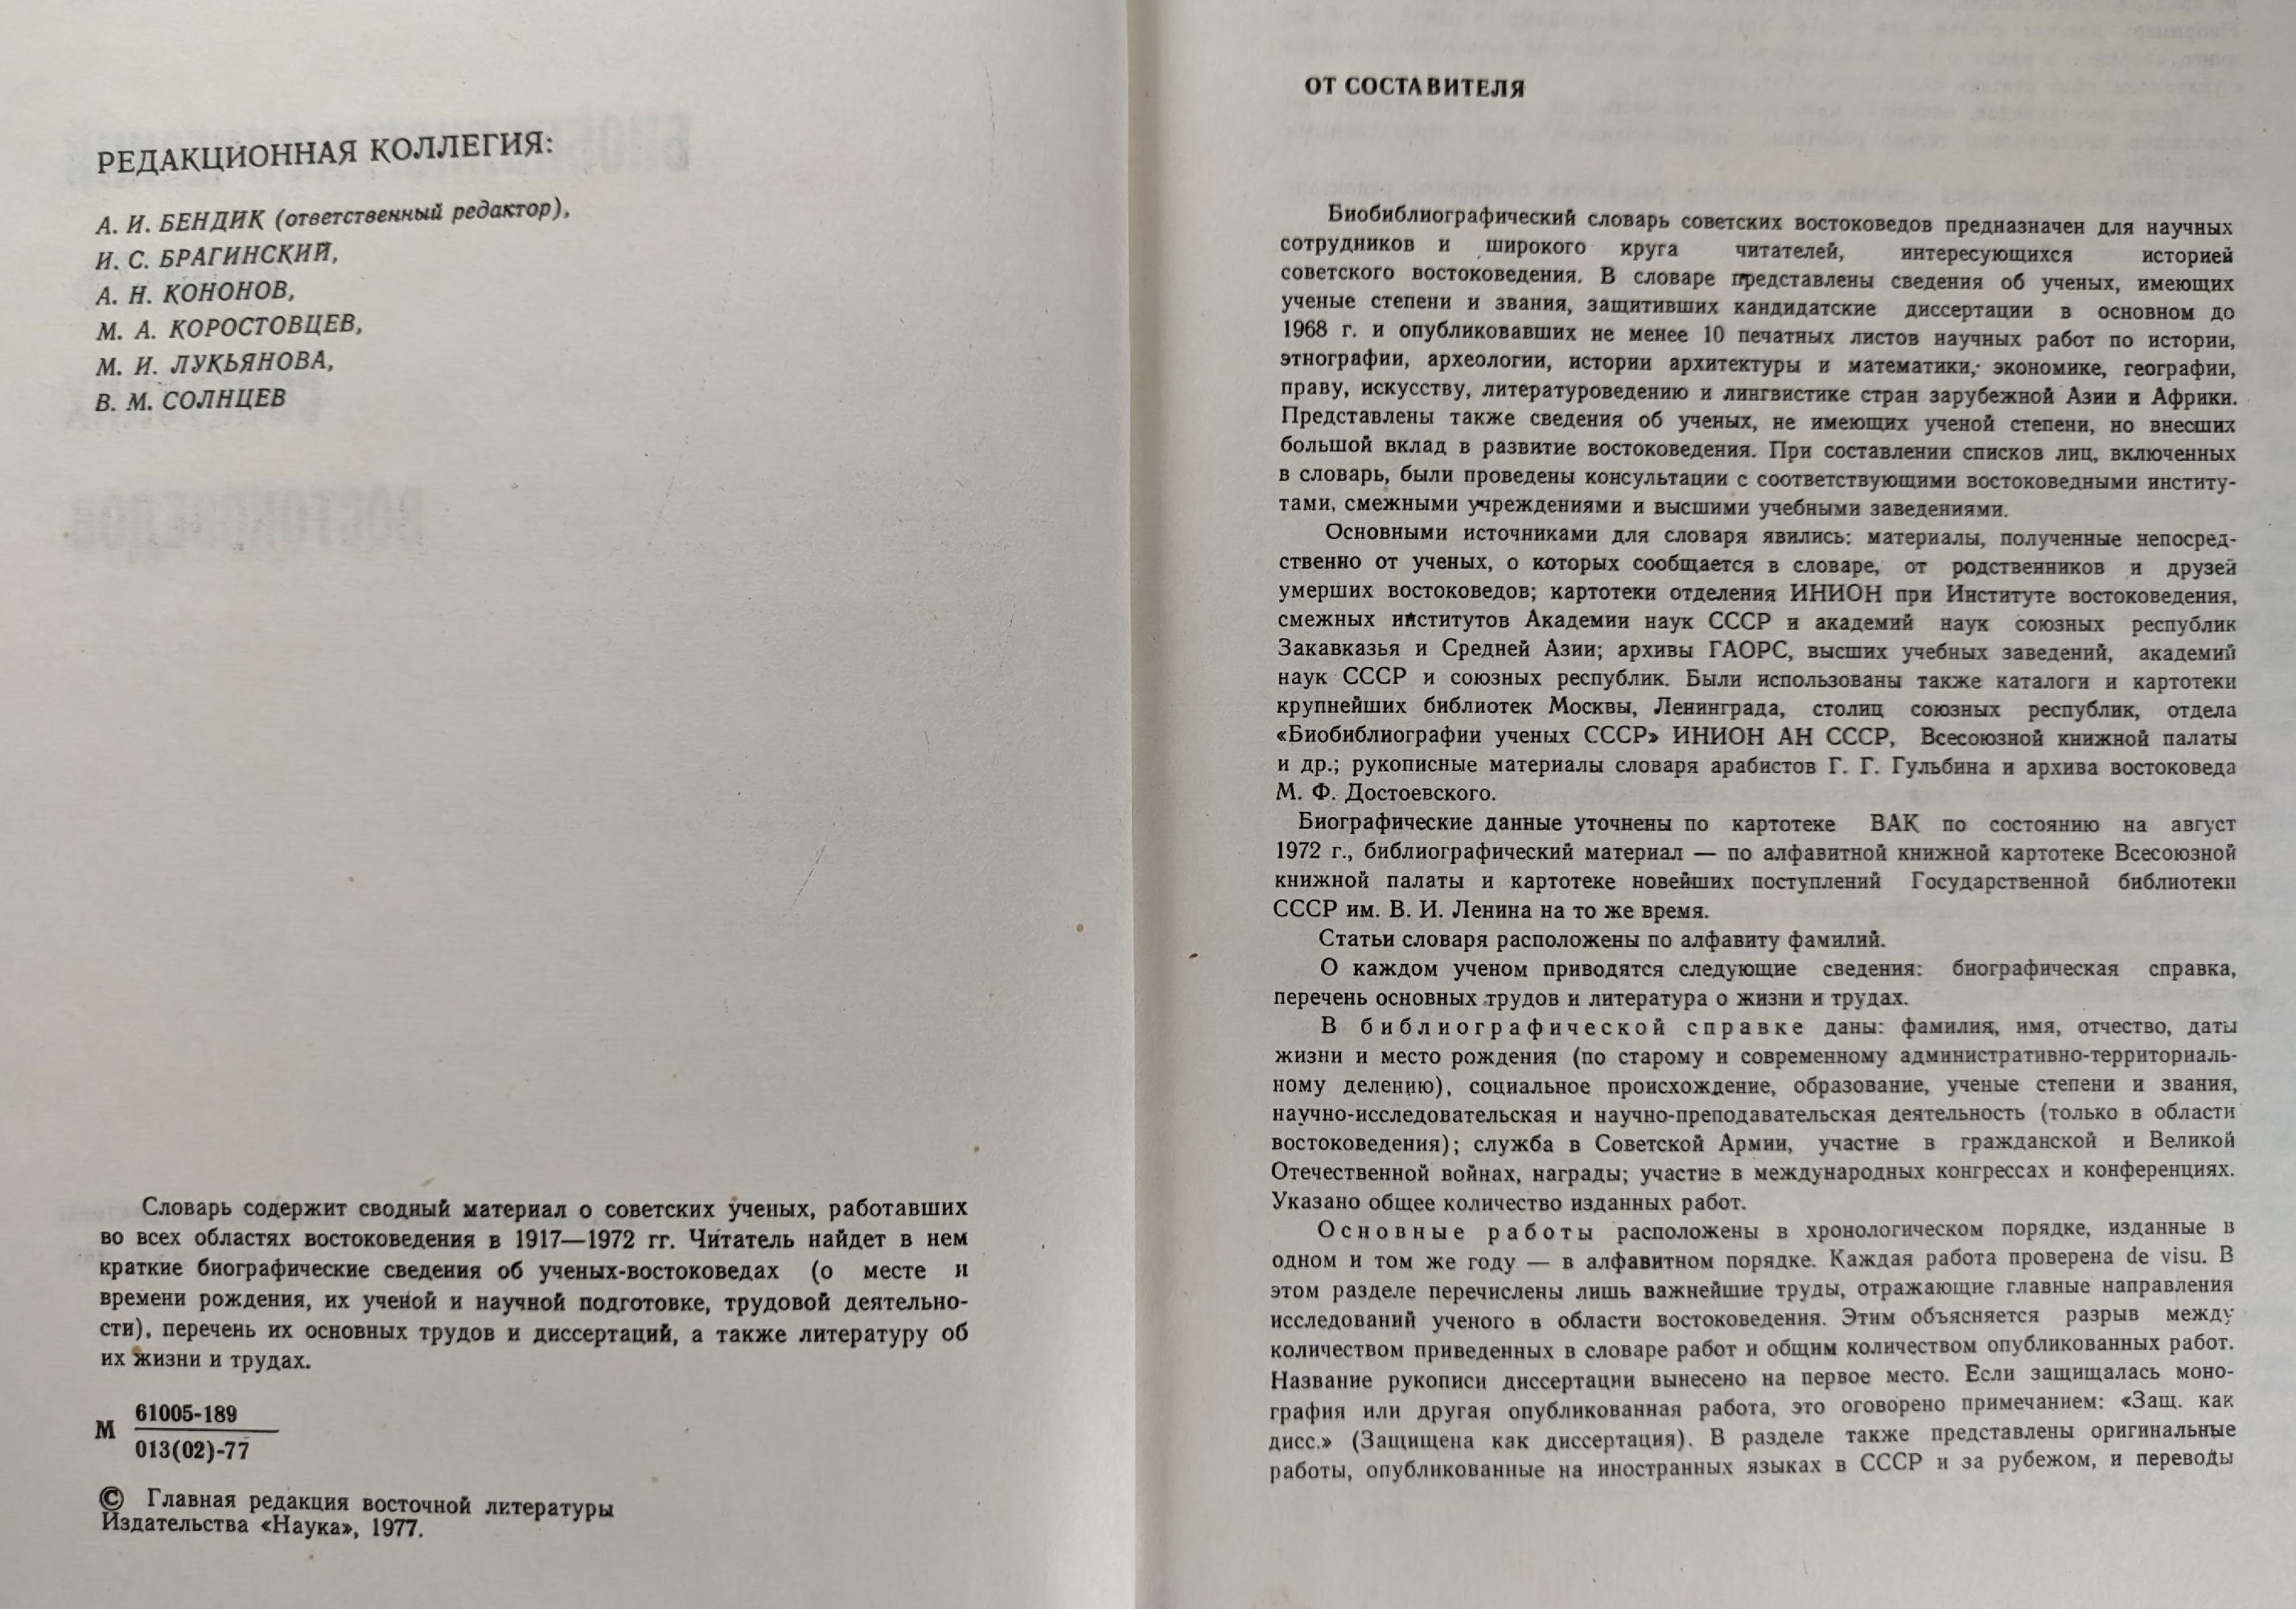 РЕДАКЦИОННАЯ КОЛЛЕГИЯ:
А. И. БЕНДИК (ответственный редактор),
И. С. БРАГИНСКИЙ,
А. Н. КОНОНОВ,
М. А. КОРОСТОВЦЕВ,
М. И. ЛУКЬЯНОВА,
В. М. СОЛНЦЕВ
Словарь содержит сводный материал о советских ученых, работавших
во всех областях востоковедения в 1917—1972 гг. Читатель найдет в нем
краткие биографические сведения об ученых-востоковедах (о месте и
времени рождения, их ученой и научной подготовке, трудовой деятельно-
сти), перечень их основных трудов и диссертаций, а также литературу об
их жизни и трудах.
М 61005-189
013(02)-77
© Главная редакция восточной литературы
Издательства «Наука», 1977.
ОТ СОСТАВИТЕЛЯ
Биобиблиографический словарь советских востоковедов предназначен для научных
сотрудников и широкого круга читателей, интересующихся историей
советского востоковедения. В словаре представлены сведения об ученых, имеющих
ученые степени и звания, защитивших кандидатские диссертации в основном до
1968 г. и опубликовавших не менее 10 печатных листов научных работ по истории,
этнографии, археологии, истории архитектуры и математики, экономике, географии,
праву, искусству, литературоведению и лингвистике стран зарубежной Азии и Африки.
Представлены также сведения об ученых, не имеющих ученой степени, но внесших
большой вклад в развитие востоковедения. При составлении списков лиц, включенных
в словарь, были проведены консультации с соответствующими востоковедными институ-
тами, смежными учреждениями и высшими учебными заведениями.
Основными источниками для словаря явились: материалы, полученные непосред-
ственно от ученых, о которых сообщается в словаре, от родственников и друзей
умерших востоковедов; картотеки отделения ИНИОН при Институте востоковедения,
смежных институтов Академии наук СССР и академий наук союзных республик
Закавказья и Средней Азии; архивы ГАОРС, высших учебных заведений, академий
наук СССР и союзных республик. Были использованы также каталоги и картотеки
крупнейших библиотек Москвы, Ленинграда, столиц союзных республик, отдела
«Биобиблиографии ученых СССР» ИНИОН АН СССР, Всесоюзной книжной палаты
и др.; рукописные материалы словаря арабистов Г. Г. Гульбина и архива востоковеда
М. Ф. Достоевского.
Биографические данные уточнены по картотеке ВАК по состоянию на август
1972 г., библиографический материал — по алфавитной книжной картотеке Всесоюзной
книжной палаты и картотеке новейших поступлений Государственной библиотеки
СССР им. В. И. Ленина на то же время.
Статьи словаря расположены по алфавиту фамилий.
О каждом ученом приводятся следующие сведения: биографическая справка,
перечень основных трудов и литература о жизни и трудах.
В библиографической справке даны: фамилия, имя, отчество, даты
жизни и место рождения (по старому и современному административно-территориаль-
ному делению), социальное происхождение, образование, ученые степени и звания,
научно-исследовательская и научно-преподавательская деятельность (только в области
востоковедения); служба в Советской Армии, участие в гражданской и Великой
Отечественной войнах, награды; участие в международных конгрессах и конференциях.
Указано общее количество изданных работ.
Основные работы расположены в хронологическом порядке, изданные в
одном и том же году — в алфавитном порядке. Каждая работа проверена de visu. В
этом разделе перечислены лишь важнейшие труды, отражающие главные направления
исследований ученого в области востоковедения. Этим объясняется разрыв между
количеством приведенных в словаре работ и общим количеством опубликованных работ.
Название рукописи диссертации вынесено на первое место. Если защищалась моно-
графия или другая опубликованная работа, это оговорено примечанием: «Защ. как
дисс.» (Защищена как диссертация). В разделе также представлены оригинальные
работы, опубликованные на иностранных языках в СССР и за рубежом, и переводы